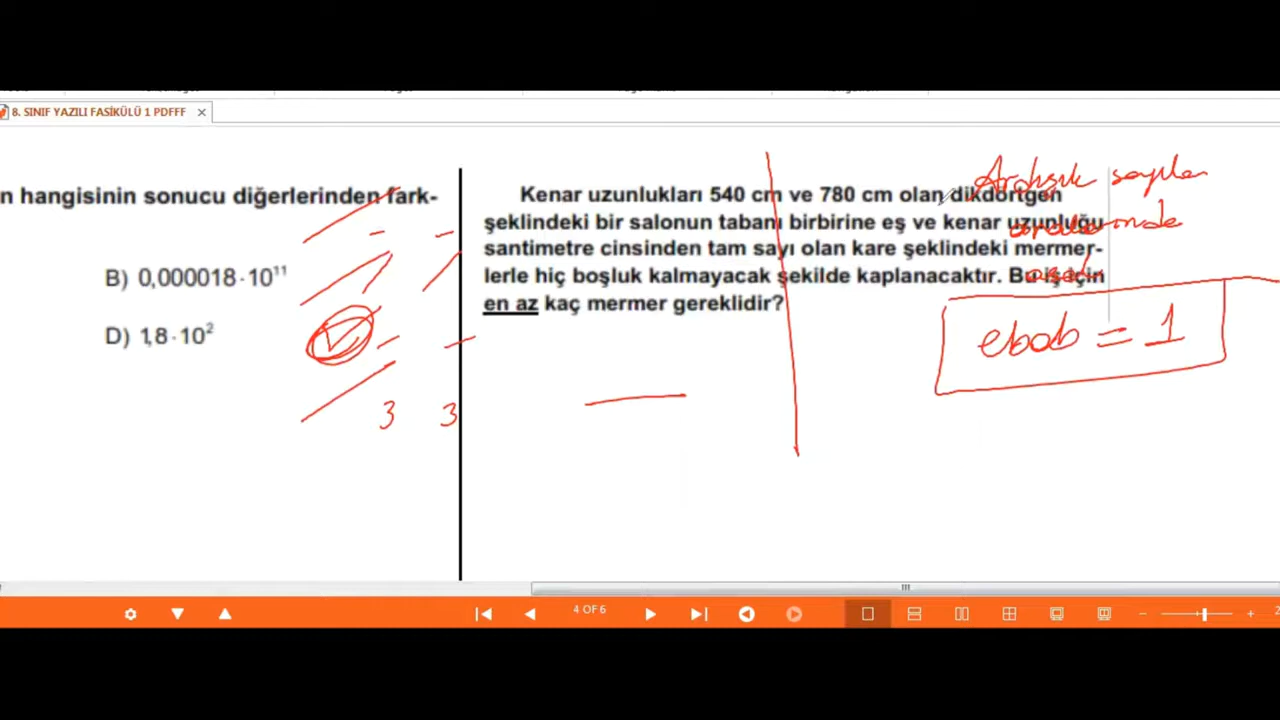 8. SINIF YAZILI FASİKÜLÜ 1 PDFFF
n hangisinin sonucu diğerlerinden fark-
B) 0,000018·10¹¹
D) 1,8·10²
3 3
Kenar uzunlukları 540 cm ve 780 cm olan dikdörtgen
şeklindeki bir salonun tabanı birbirine eş ve kenar uzunluğu
santimetre cinsinden tam sayı olan kare şeklindeki mermer-
lerle hiç boşluk kalmayacak şekilde kaplanacaktır. Bu iş için
en az kaç mermer gereklidir?
Ardışık sayılar
ebob = 1
4 OF 6